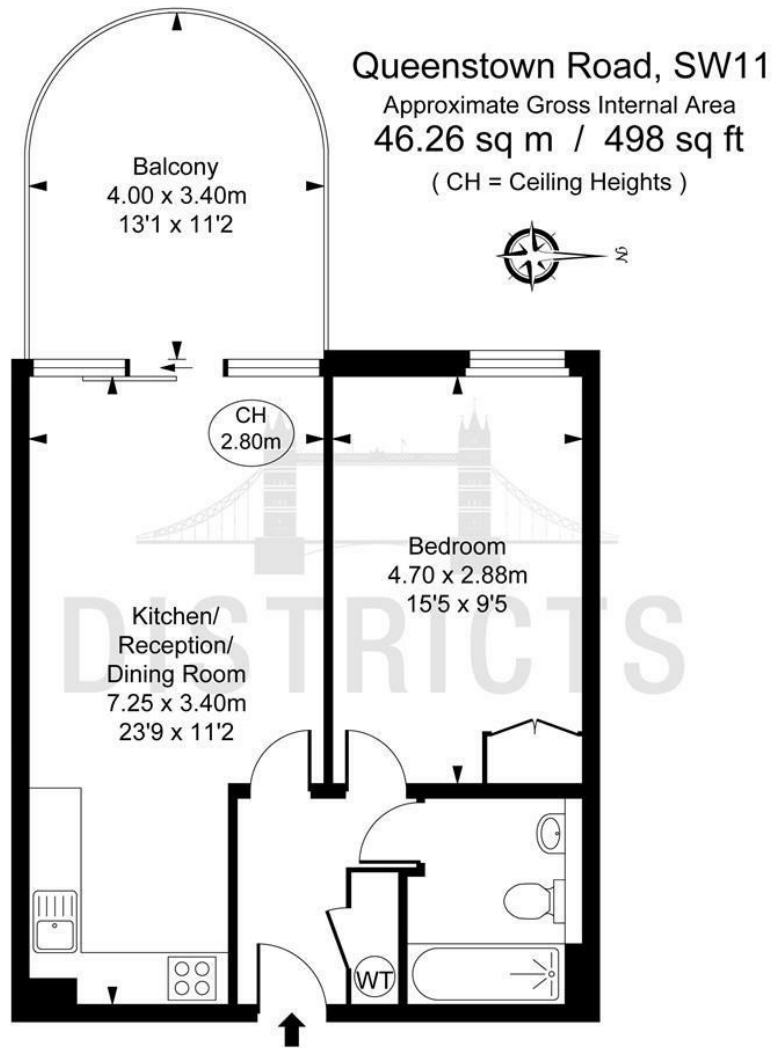 Queenstown Road, SW11
Approximate Gross Internal Area
46.26 sq m / 498 sq ft
( CH = Ceiling Heights )
N
Balcony
4.00 x 3.40m
13'1 x 11'2
CH
2.80m
Bedroom
4.70 x 2.88m
15'5 x 9'5
DISTRICTS
Kitchen/
Reception/
Dining Room
7.25 x 3.40m
23'9 x 11'2
WT